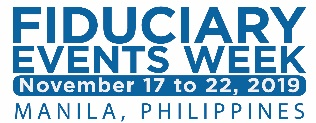 FIDUCIARY
EVENTS WEEK
November 17 to 22, 2019
MANILA, PHILIPPINES